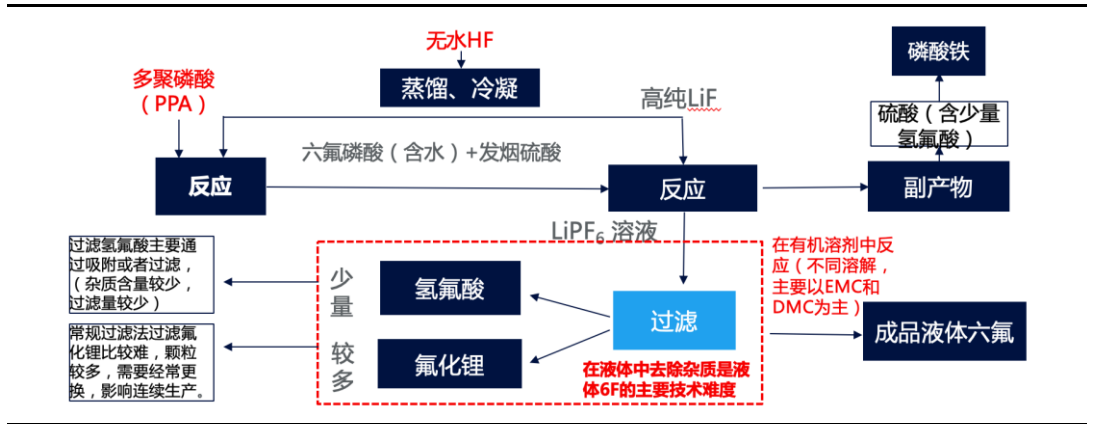 无水HF
蒸馏、冷凝
多聚磷酸
（PPA）
高纯LiF
磷酸铁
硫酸（含少量
氢氟酸）
六氟磷酸（含水）+发烟硫酸
反应
反应
副产物
LiPF6 溶液
过滤氢氟酸主要通
过吸附或者过滤，
（杂质含量较少，
过滤量较少）
少
量
氢氟酸
过滤
在有机溶剂中反
应（不同溶解，
主要以EMC和
DMC为主）
成品液体六氟
常规过滤法过滤氟
化锂比较难，颗粒
较多，需要经常更
换，影响连续生产。
较
多
氟化锂
在液体中去除杂质是液
体6F的主要技术难度